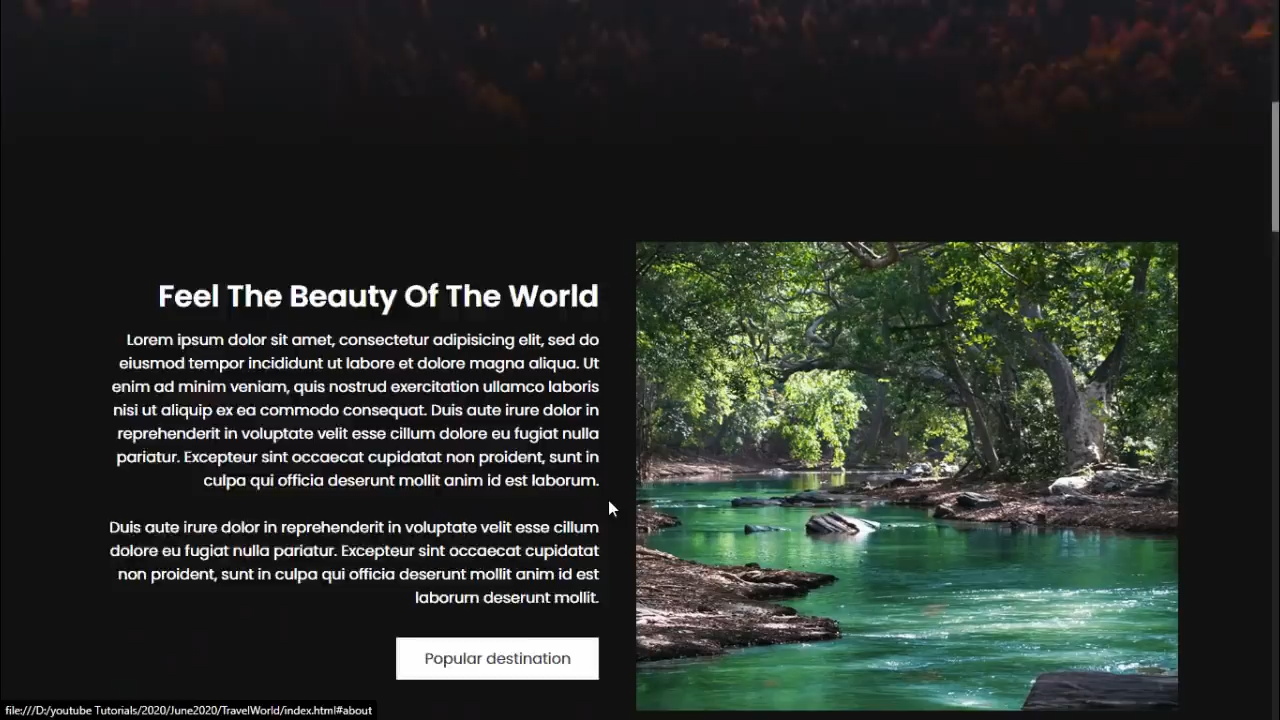 Feel The Beauty Of The World
Lorem ipsum dolor sit amet, consectetur adipisicing elit, sed do
eiusmod tempor incididunt ut labore et dolore magna aliqua. Ut
enim ad minim veniam, quis nostrud exercitation ullamco laboris
nisi ut aliquip ex ea commodo consequat. Duis aute irure dolor in
reprehenderit in voluptate velit esse cillum dolore eu fugiat nulla
pariatur. Excepteur sint occaecat cupidatat non proident, sunt in
culpa qui officia deserunt mollit anim id est laborum.
Duis aute irure dolor in reprehenderit in voluptate velit esse cillum
dolore eu fugiat nulla pariatur. Excepteur sint occaecat cupidatat
non proident, sunt in culpa qui officia deserunt mollit anim id est
laborum deserunt mollit.
Popular destination
file:///D:/youtube Tutorials/2020/June2020/TravelWorld/index.html#about